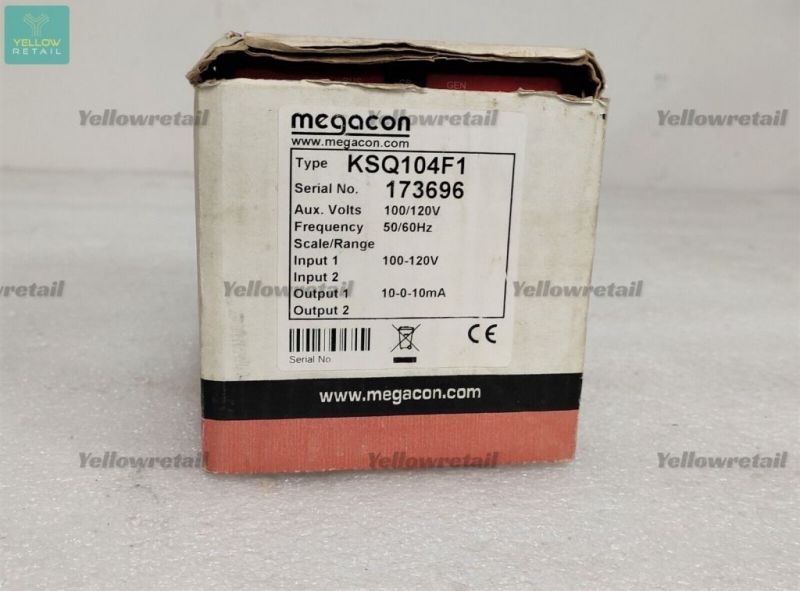 YELLOW
RETAIL
GEN
Yellowretail Yellowretail Yellowretail
megacon
www.megacon.com
Type KSQ104F1
Serial No. 173696
Aux. Volts 100/120V
Frequency 50/60Hz
Scale/Range
Input 1 100-120V
Input 2
Output 1 10-0-10mA
Output 2
wretail Yellowretail Yellowretail
CE
Serial No
www.megacon.com
Yellowretail Yellowretail Yellowretail